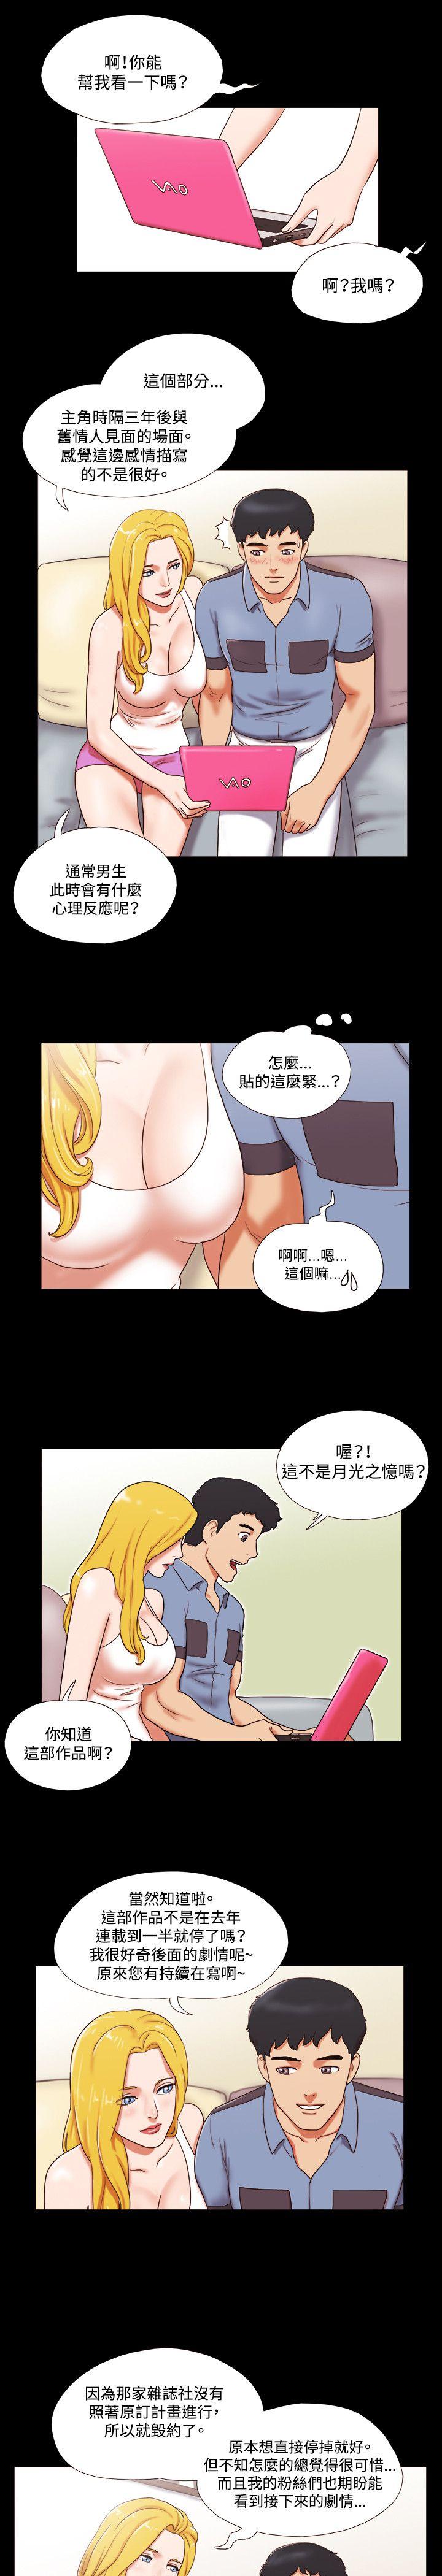 啊！你能
幫我看一下嗎？
VAIO
啊？我嗎？
這個部分...
主角時隔三年後與
舊情人見面的場面。
感覺這邊感情描寫
的不是很好。
VAIO
通常男生
此時會有什麼
心理反應呢？
怎麼...
貼的這麼緊...？
啊啊...嗯...
這個嘛...
喔？！
這不是月光之憶嗎？
你知道
這部作品啊？
當然知道啦。
這部作品不是在去年
連載到一半就停了嗎？
我很好奇後面的劇情呢~
原來您有持續在寫啊~
因為那家雜誌社沒有
照著原訂計畫進行，
所以就毀約了。
原本想直接停掉就好。
但不知怎麼的總覺得很可惜...
而且我的粉絲們也期盼能
看到接下來的劇情...